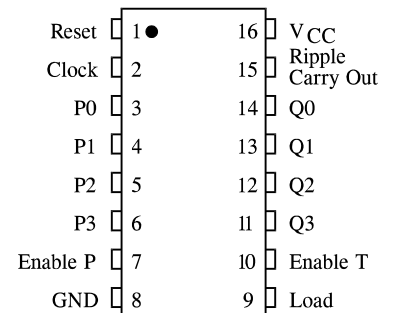 Reset 1 16 VCC
Clock 2 15 Ripple
Carry Out
P0 3 14 Q0
P1 4 13 Q1
P2 5 12 Q2
P3 6 11 Q3
Enable P 7 10 Enable T
GND 8 9 Load